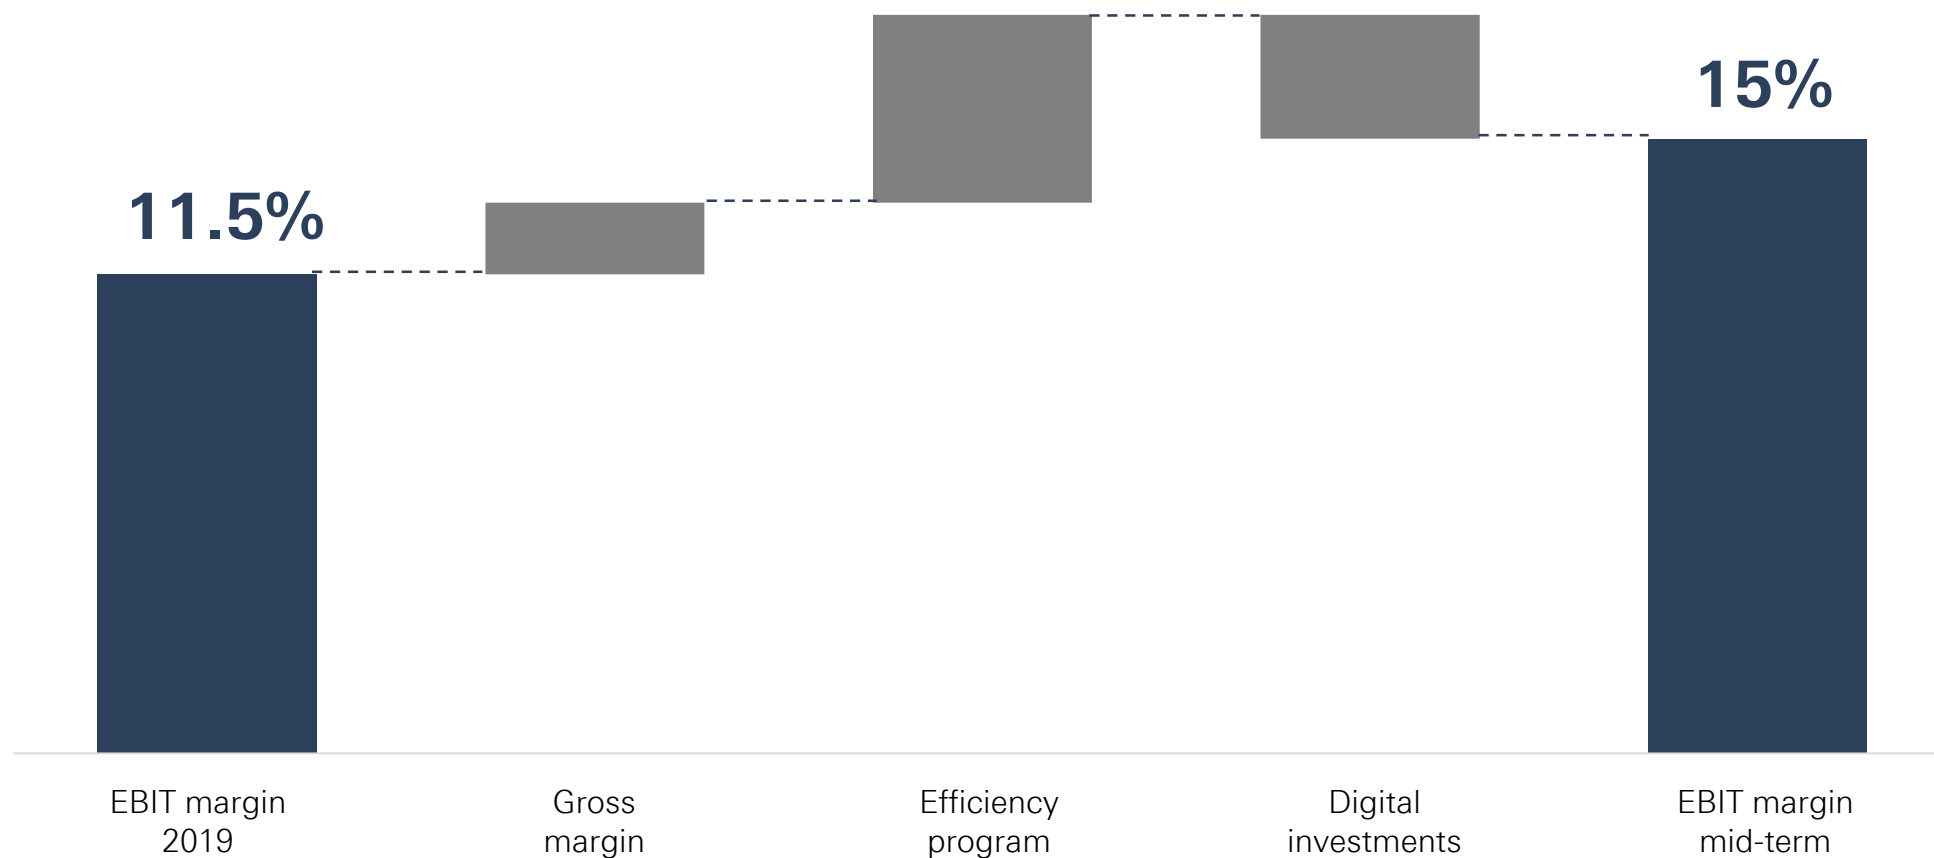 11.5%
15%
EBIT margin
2019
Gross
margin
Efficiency
program
Digital
investments
EBIT margin
mid-term